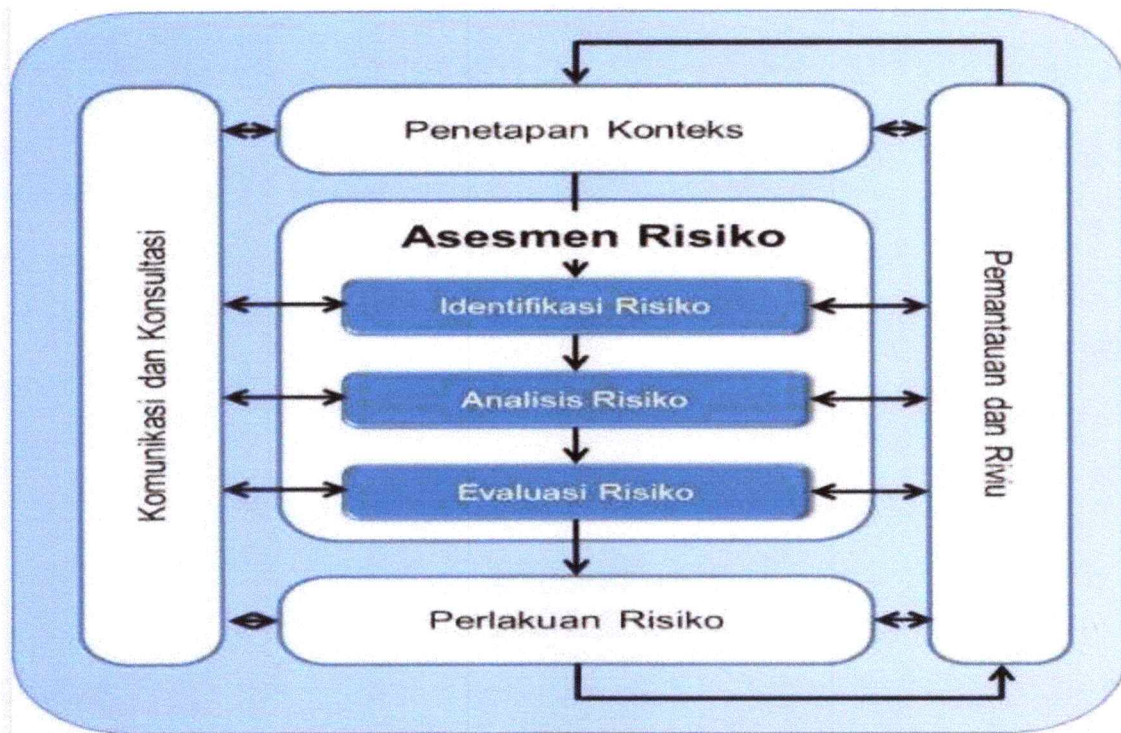 Penetapan Konteks
Asesmen Risiko
Identifikasi Risiko
Analisis Risiko
Evaluasi Risiko
Perlakuan Risiko
Komunikasi dan Konsultasi
Pemantauan dan Riviu